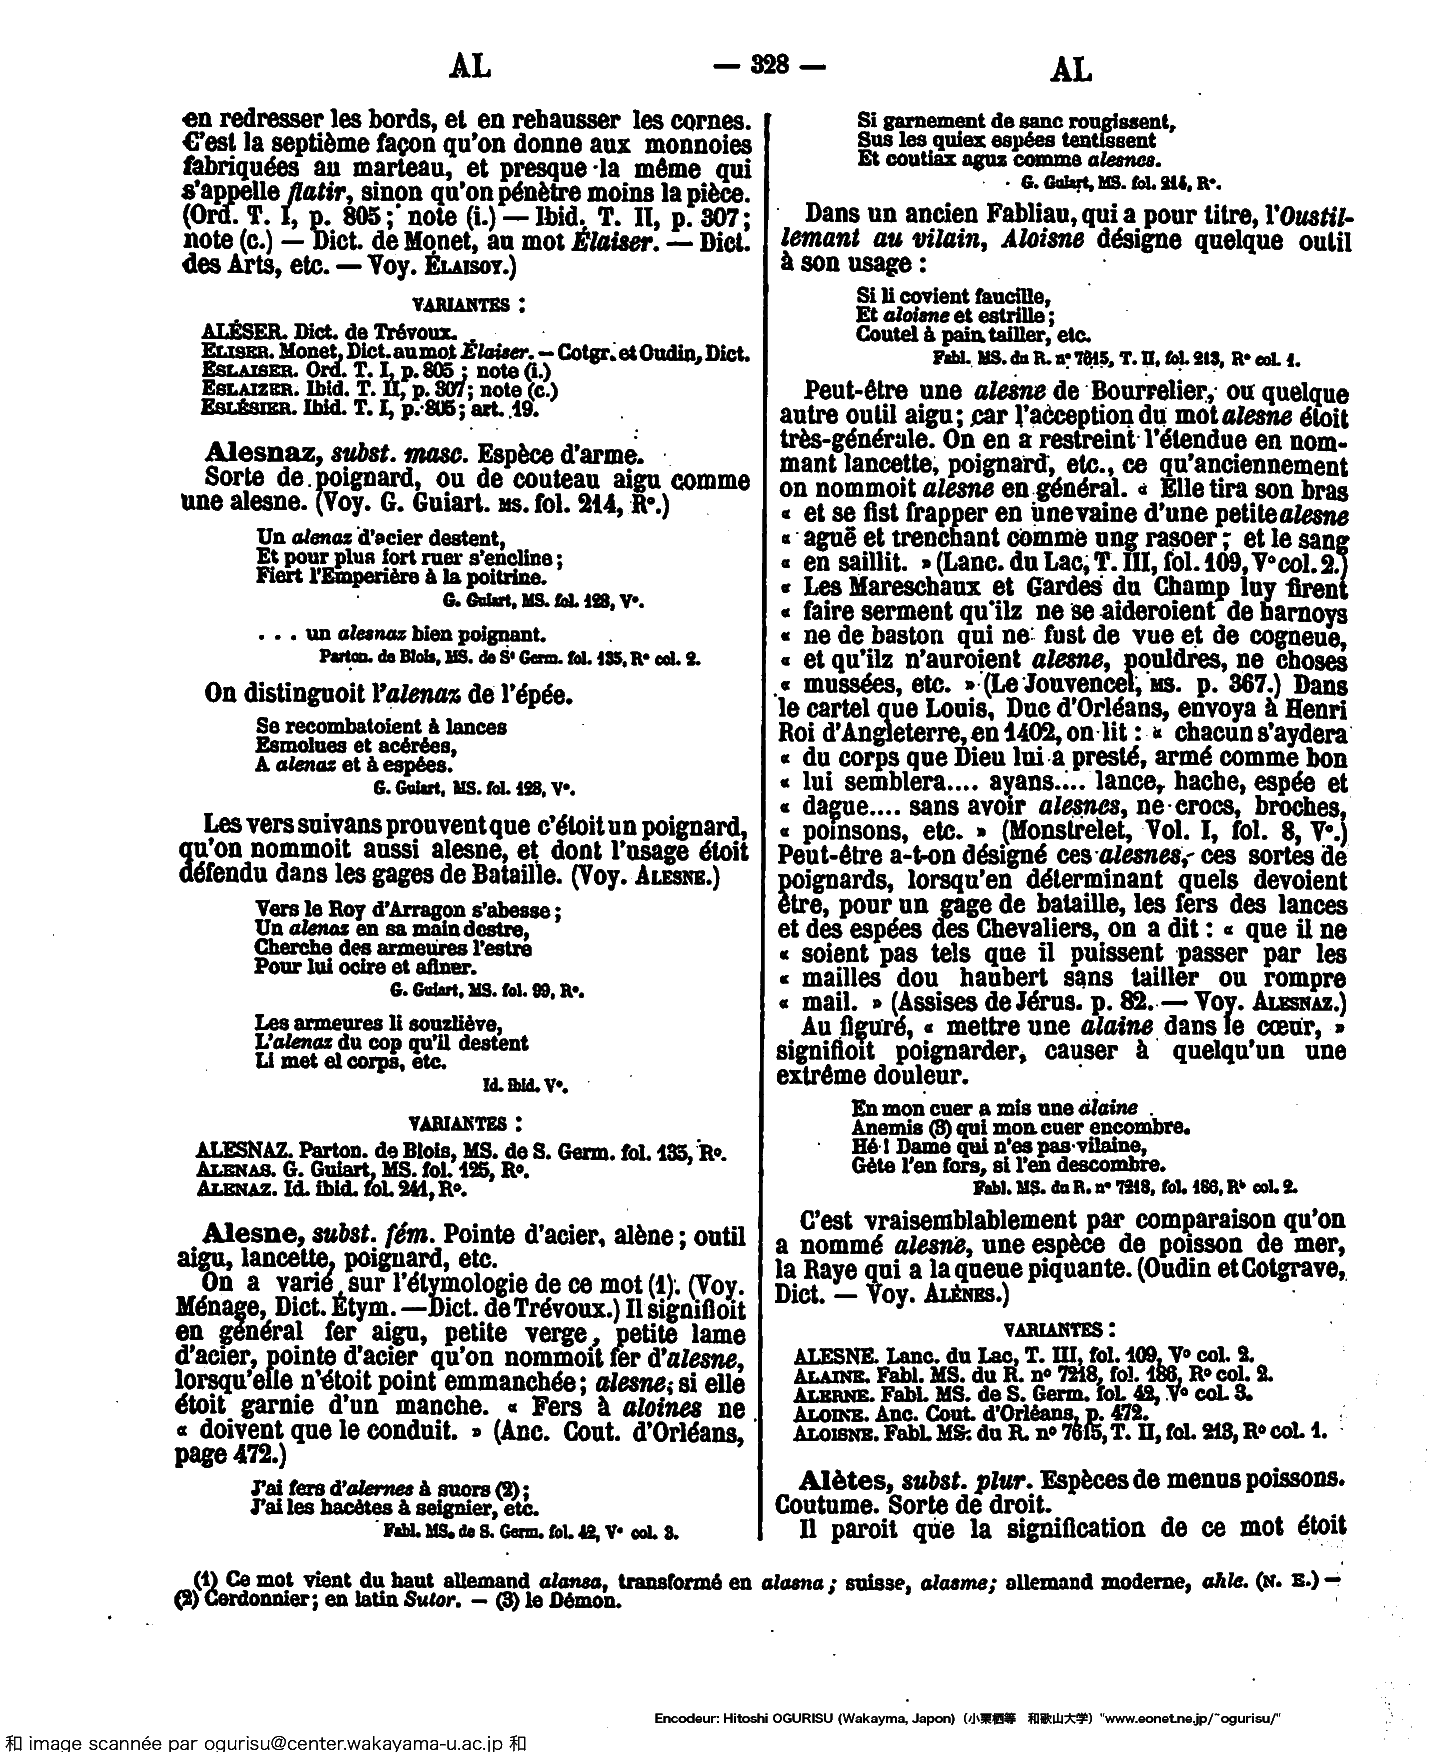 AL
— 328 —
AL
en redresser les bords, et en rehausser les cornes.
C'est la septième façon qu'on donne aux monnoies
fabriquées au marteau, et presque la même qui
s'appelle flatir, sinon qu'on pénètre moins la pièce.
(Ord. T. I, p. 805; note (i.) — Ibid. T. II, p. 307;
note (c.) — Dict. de Monet, au mot Élaiser. — Dict.
des Arts, etc. — Voy. ÉLAISOY.)
VARIANTES :
ALÉSER. Dict. de Trévoux.
ELISER. Monet, Dict. au mot Élaiser. — Cotgr. et Oudin, Dict.
ESLAISER. Ord. T. I, p. 805 ; note (i.)
ESLAIZER. Ibid. T. II, p. 307; note (c.)
ESLÉSIER. Ibid. T. I, p. 805; art. 19.
Alesnaz, subst. masc. Espèce d'arme.
Sorte de poignard, ou de couteau aigu comme
une alesne. (Voy. G. Guiart. MS. fol. 214, R°.)
Un alenaz d'acier destent,
Et pour plus fort ruer s'encline;
Fiert l'Emperière à la poitrine.
G. Guiart, MS. fol. 128, V°.
. . . un alesnaz bien poignant.
Parton. de Blois, MS. de St Germ. fol. 135, R° col. 2.
On distinguoit l'alenaz de l'épée.
Se recombatoient à lances
Esmolues et acérées,
A alenaz et à espées.
G. Guiart, MS. fol. 128, V°.
Les vers suivans prouvent que c'étoit un poignard,
qu'on nommoit aussi alesne, et dont l'usage étoit
défendu dans les gages de Bataille. (Voy. ALESNE.)
Vers le Roy d'Arragon s'abesse;
Un alenaz en sa main destre,
Cherche des armeures l'estre
Pour lui ocire et afiner.
G. Guiart, MS. fol. 99, R°.
Les armeures li souzliève,
L'alenaz du cop qu'il destent
Li met el corps, etc.
Id. ibid. V°.
VARIANTES :
ALESNAZ. Parton. de Blois, MS. de S. Germ. fol. 135, R°.
ALENAS. G. Guiart, MS. fol. 125, R°.
ALENAZ. Id. ibid. fol. 241, R°.
Alesne, subst. fém. Pointe d'acier, alène; outil
aigu, lancette, poignard, etc.
On a varié sur l'étymologie de ce mot (1). (Voy.
Ménage, Dict. Étym. — Dict. de Trévoux.) Il signifioit
en général fer aigu, petite verge, petite lame
d'acier, pointe d'acier qu'on nommoit fer d'alesne,
lorsqu'elle n'étoit point emmanchée; alesne, si elle
étoit garnie d'un manche. « Fers à aloines ne
« doivent que le conduit. » (Anc. Cout. d'Orléans,
page 472.)
J'ai fers d'alernes à suors (2);
J'ai les hacètes à seignier, etc.
Fabl. MS. de S. Germ. fol. 42, V° col. 3.
Si garnement de sanc rougissent,
Sus les quiex espées tentissent
Et coutiax aguz comme alesnes.
G. Guiart, MS. fol. 214, R°.
Dans un ancien Fabliau, qui a pour titre, l'Oustil-
lemant au vilain, Aloisne désigne quelque outil
à son usage :
Si li covient faucille,
Et aloisne et estrille;
Coutel à pain tailler, etc.
Fabl. MS. du R. n° 7615, T. II, fol. 213, R° col. 1.
Peut-être une alesne de Bourrelier, ou quelque
autre outil aigu; car l'acception du mot alesne étoit
très-générale. On en a restreint l'étendue en nom-
mant lancette, poignard, etc., ce qu'anciennement
on nommoit alesne en général. « Elle tira son bras
« et se fist frapper en une vaine d'une petite alesne
« aguë et trenchant comme ung rasoer; et le sang
« en saillit. » (Lanc. du Lac, T. III, fol. 109, V° col. 2.)
« Les Mareschaux et Gardes du Champ luy firent
« faire serment qu'ilz ne se aideroient de harnoys
« ne de baston qui ne fust de vue et de cogneue,
« et qu'ilz n'auroient alesne, pouldres, ne choses
« mussées, etc. » (Le Jouvencel, MS. p. 367.) Dans
le cartel que Louis, Duc d'Orléans, envoya à Henri
Roi d'Angleterre, en 1402, on lit : « chacun s'aydera
« du corps que Dieu lui a presté, armé comme bon
« lui semblera.... ayans.... lance, hache, espée et
« dague.... sans avoir alesnes, ne crocs, broches,
« poinsons, etc. » (Monstrelet, Vol. I, fol. 8, V°.)
Peut-être a-t-on désigné ces alesnes, ces sortes de
poignards, lorsqu'en déterminant quels devoient
être, pour un gage de bataille, les fers des lances
et des espées des Chevaliers, on a dit : « que il ne
« soient pas tels que il puissent passer par les
« mailles dou haubert sans tailler ou rompre
« mail. » (Assises de Jérus. p. 82. — Voy. ALESNAZ.)
Au figuré, « mettre une alaine dans le cœur, »
signifioit poignarder, causer à quelqu'un une
extrême douleur.
En mon cuer a mis une alaine
Anemis (3) qui mon cuer encombre.
Hé ! Dame qui n'es pas vilaine,
Gète l'en fors, si l'en descombre.
Fabl. MS. du R. n° 7218, fol. 186, R° col. 2.
C'est vraisemblablement par comparaison qu'on
a nommé alesne, une espèce de poisson de mer,
la Raye qui a la queue piquante. (Oudin et Cotgrave,
Dict. — Voy. ALÈNES.)
VARIANTES :
ALESNE. Lanc. du Lac, T. III, fol. 109, V° col. 2.
ALAINE. Fabl. MS. du R. n° 7218, fol. 186, R° col. 2.
ALERNE. Fabl. MS. de S. Germ. fol. 42, V° col. 3.
ALOINE. Anc. Cout. d'Orléans, p. 472.
ALOISNE. Fabl. MS. du R. n° 7615, T. II, fol. 213, R° col. 1.
Alètes, subst. plur. Espèces de menus poissons.
Coutume. Sorte de droit.
Il paroit que la signification de ce mot étoit
(1) Ce mot vient du haut allemand alansa, transformé en alasna; suisse, alasme; allemand moderne, ahle. (N. E.) —
(2) Cordonnier; en latin Sutor. — (3) le Démon.
Encodeur: Hitoshi OGURISU (Wakayma, Japon) (小栗栖等 和歌山大学) "www.eonet.ne.jp/~ogurisu/"
和 image scannée par ogurisu@center.wakayama-u.ac.jp 和